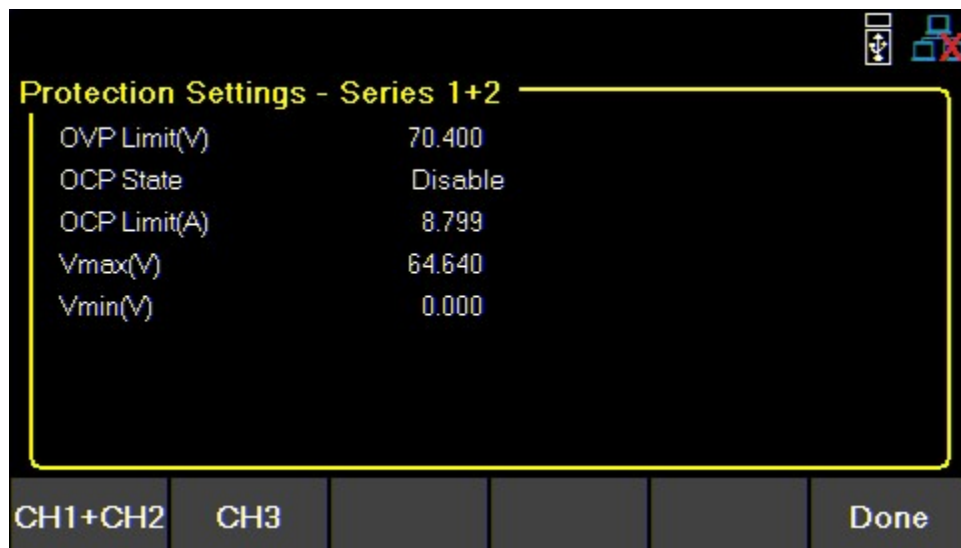 Protection Settings - Series 1+2
OVP Limit(V) 70.400
OCP State Disable
OCP Limit(A) 8.799
Vmax(V) 64.640
Vmin(V) 0.000
CH1+CH2 CH3 Done